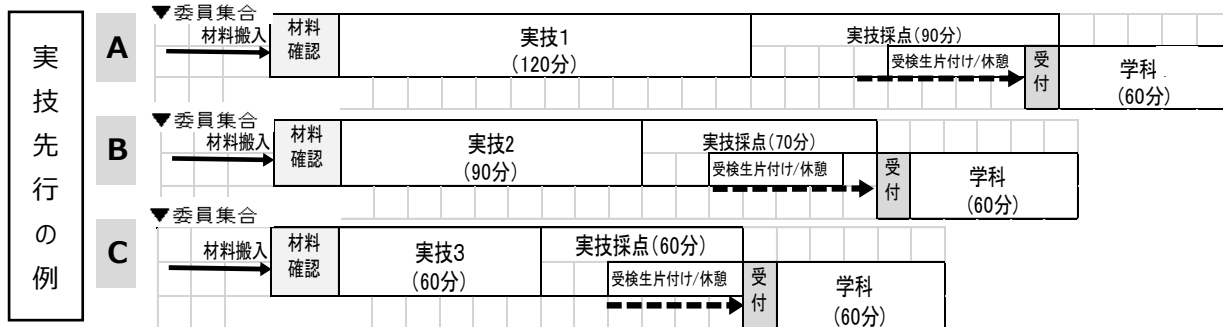 実技先行の例
A
▼委員集合
材料搬入
材料
確認
実技1
(120分)
実技採点(90分)
受検生片付け/休憩
受
付
学科
(60分)
B
▼委員集合
材料搬入
材料
確認
実技2
(90分)
実技採点(70分)
受検生片付け/休憩
受
付
学科
(60分)
C
▼委員集合
材料搬入
材料
確認
実技3
(60分)
実技採点(60分)
受検生片付け/休憩
受
付
学科
(60分)